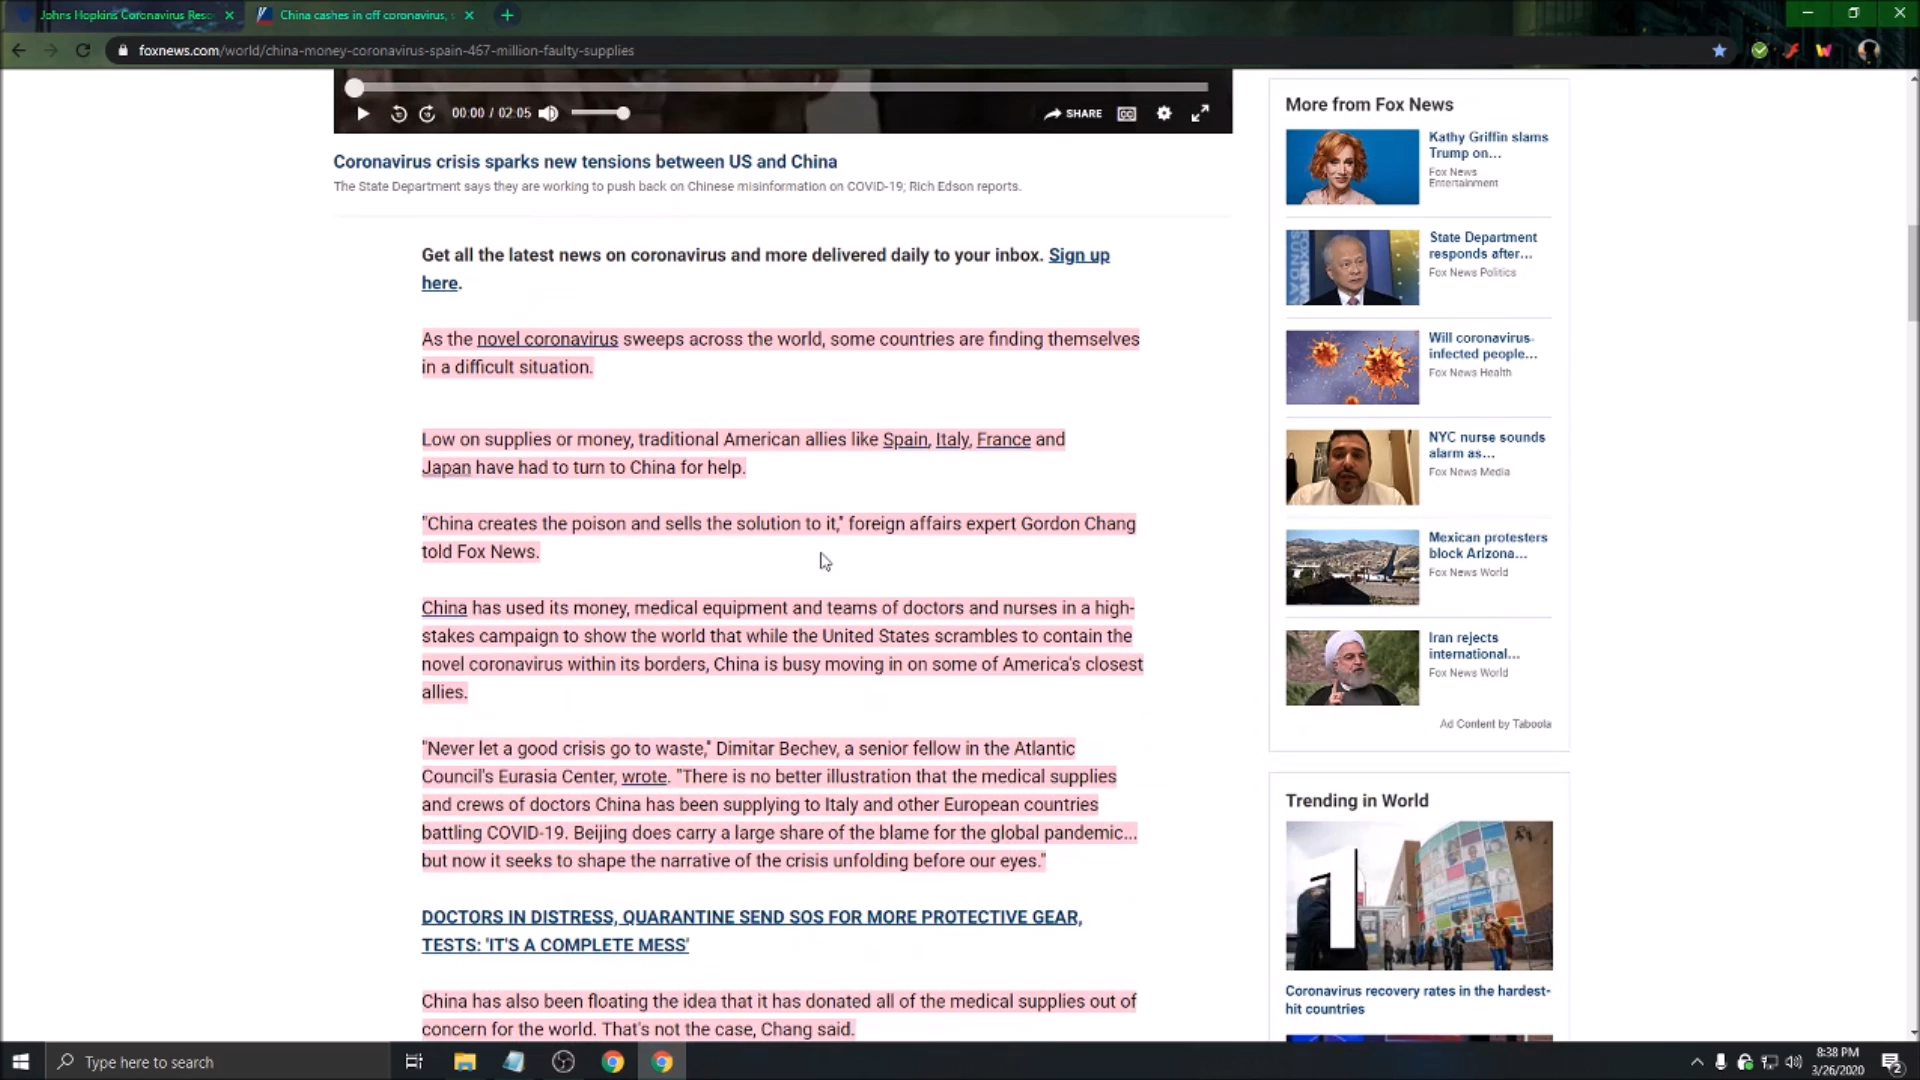 Johns Hopkins Coronavirus Reso
China cashes in off coronavirus, s
foxnews.com/world/china-money-coronavirus-spain-467-million-faulty-supplies
00:00 / 02:05
SHARE
CC
Coronavirus crisis sparks new tensions between US and China
The State Department says they are working to push back on Chinese misinformation on COVID-19; Rich Edson reports.
Get all the latest news on coronavirus and more delivered daily to your inbox. Sign up
here.
As the novel coronavirus sweeps across the world, some countries are finding themselves
in a difficult situation.
Low on supplies or money, traditional American allies like Spain, Italy, France and
Japan have had to turn to China for help.
"China creates the poison and sells the solution to it," foreign affairs expert Gordon Chang
told Fox News.
China has used its money, medical equipment and teams of doctors and nurses in a high-
stakes campaign to show the world that while the United States scrambles to contain the
novel coronavirus within its borders, China is busy moving in on some of America's closest
allies.
"Never let a good crisis go to waste," Dimitar Bechev, a senior fellow in the Atlantic
Council's Eurasia Center, wrote. "There is no better illustration that the medical supplies
and crews of doctors China has been supplying to Italy and other European countries
battling COVID-19. Beijing does carry a large share of the blame for the global pandemic...
but now it seeks to shape the narrative of the crisis unfolding before our eyes."
DOCTORS IN DISTRESS, QUARANTINE SEND SOS FOR MORE PROTECTIVE GEAR,
TESTS: 'IT'S A COMPLETE MESS'
China has also been floating the idea that it has donated all of the medical supplies out of
concern for the world. That's not the case, Chang said.
More from Fox News
Kathy Griffin slams
Trump on...
Fox News
Entertainment
State Department
responds after...
Fox News Politics
Will coronavirus-
infected people...
Fox News Health
NYC nurse sounds
alarm as...
Fox News Media
Mexican protesters
block Arizona...
Fox News World
Iran rejects
international...
Fox News World
Ad Content by Taboola
Trending in World
1
Coronavirus recovery rates in the hardest-
hit countries
Type here to search
8:38 PM
3/26/2020
2